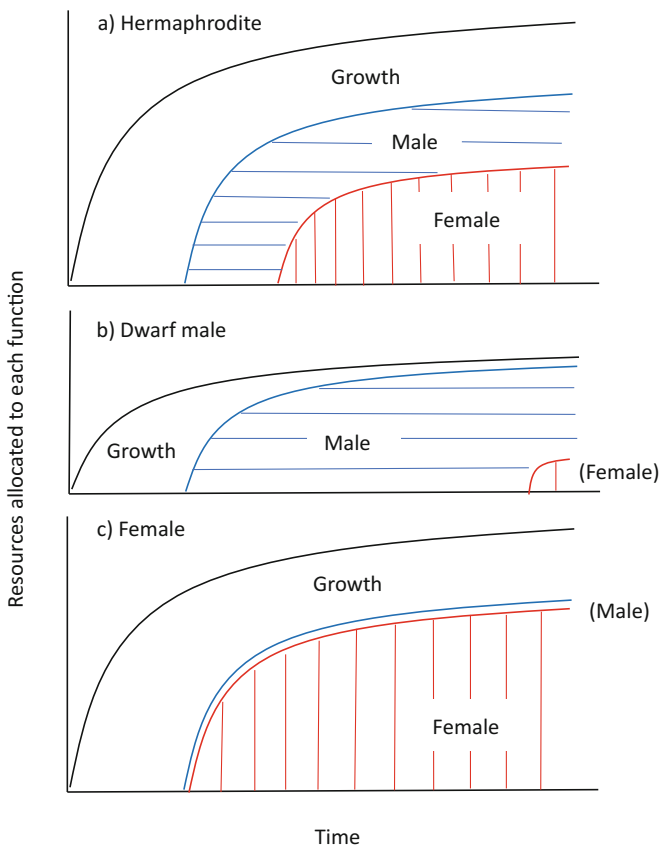 a) Hermaphrodite
Growth
Male
Female
b) Dwarf male
Growth
Male
(Female)
c) Female
Growth
(Male)
Female
Resources allocated to each function
Time